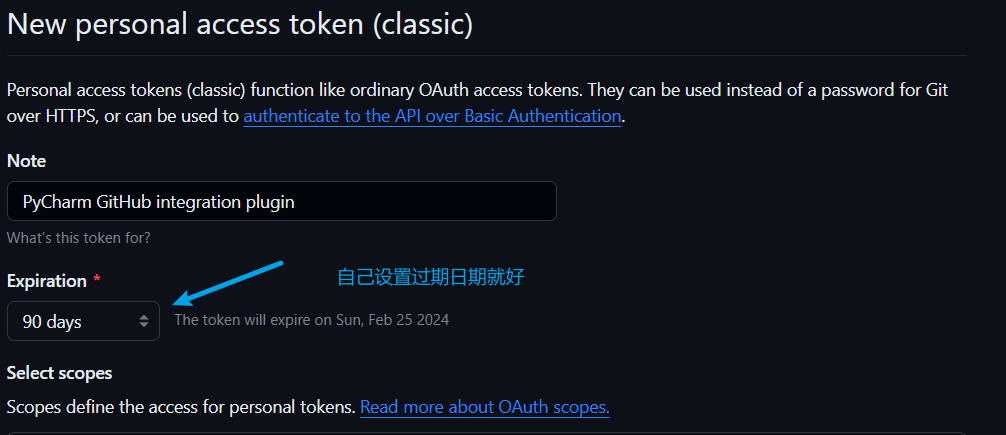 New personal access token (classic)
Personal access tokens (classic) function like ordinary OAuth access tokens. They can be used instead of a password for Git
over HTTPS, or can be used to authenticate to the API over Basic Authentication.
Note
PyCharm GitHub integration plugin
What's this token for?
Expiration *
自己设置过期日期就好
90 days
The token will expire on Sun, Feb 25 2024
Select scopes
Scopes define the access for personal tokens. Read more about OAuth scopes.